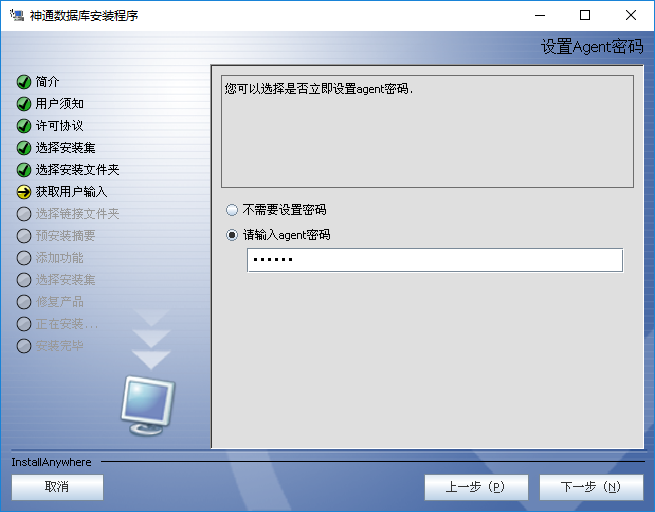 神通数据库安装程序
设置Agent密码
简介
用户须知
许可协议
选择安装集
选择安装文件夹
获取用户输入
选择链接文件夹
预安装摘要
添加功能
选择安装集
修复产品
正在安装...
安装完毕
您可以选择是否立即设置agent密码.
不需要设置密码
请输入agent密码
••••••
InstallAnywhere
取消
上一步（P）
下一步（N）